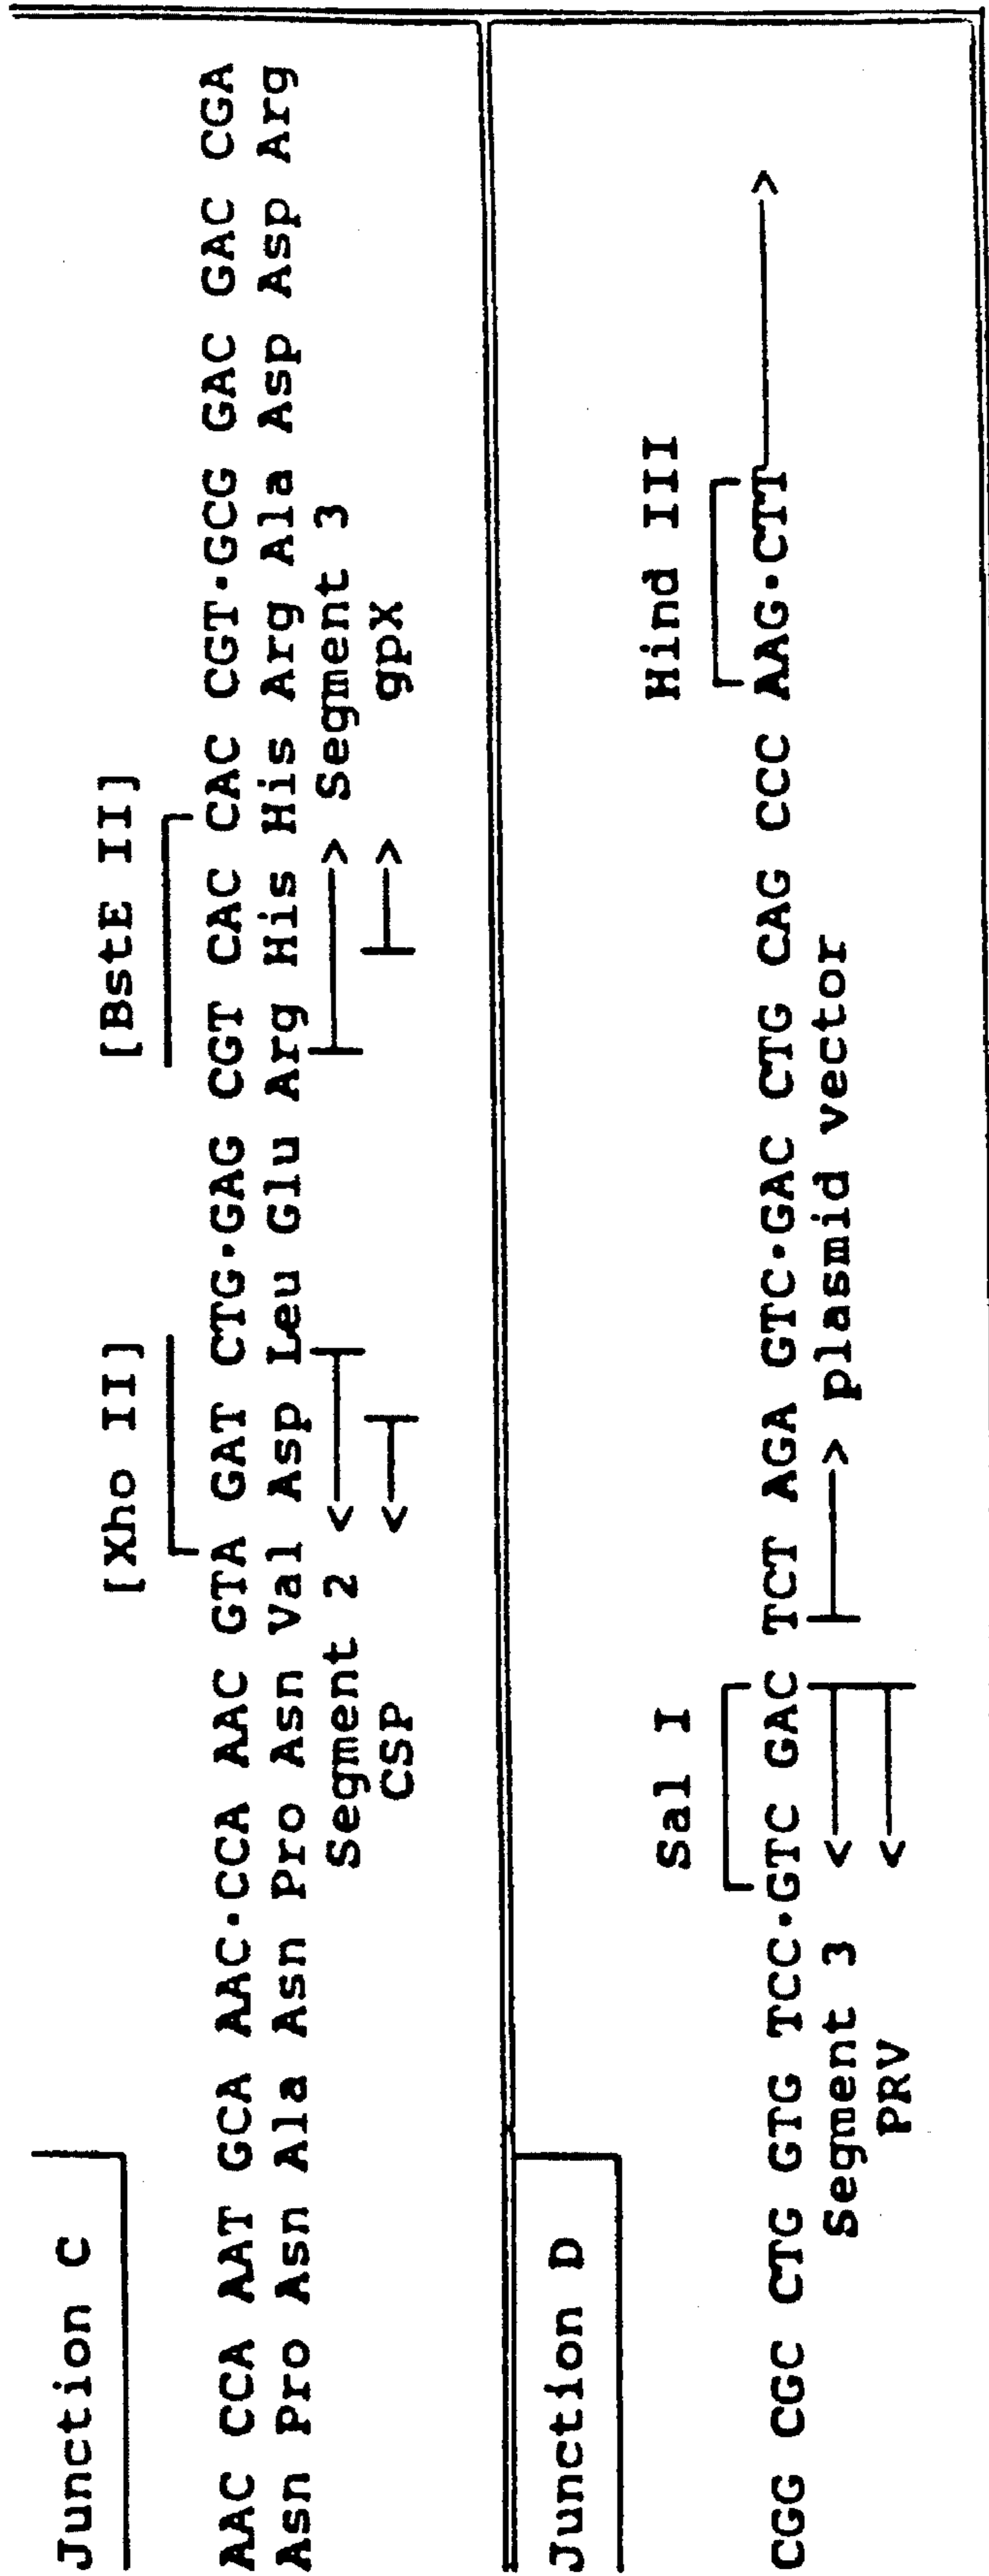 Junction C
[Xho II] [BstE II]
AAC CCA AAT GCA AAC·CCA AAC GTA GAT CTG·GAG CGT CAC CAC CGT·GCG GAC GAC CGA
Asn Pro Asn Ala Asn Pro Asn Val Asp Leu Glu Arg His His Arg Ala Asp Asp Arg
Segment 2 <—— ——> Segment 3
CSP <—— ——> gpX
Junction D
Sal I Hind III
CGG CGC CTG GTG TCC·GTC GAC TCT AGA GTC·GAC CTG CAG CCC AAG·CTT ——>
Segment 3 <—— ——> plasmid vector
PRV <——